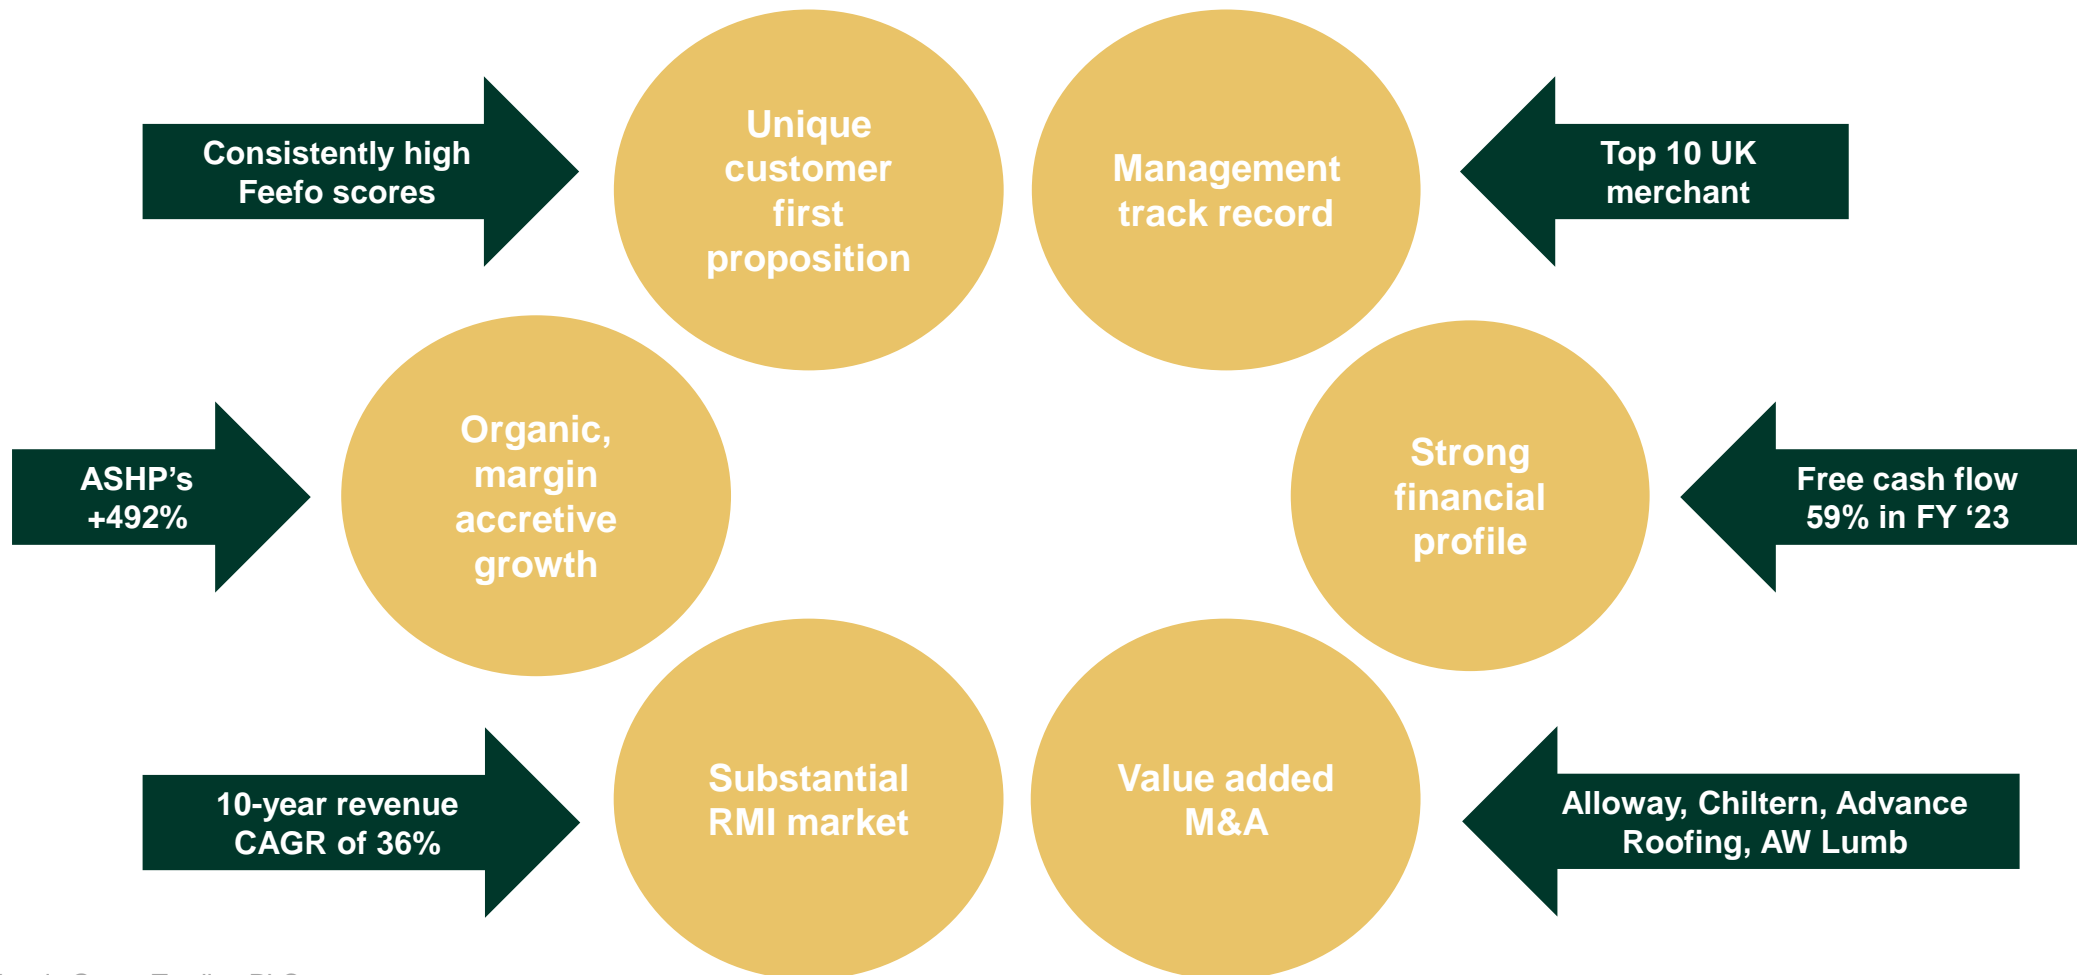 Unique
customer
first
proposition
Management
track record
Consistently high
Feefo scores
Top 10 UK
merchant
Organic,
margin
accretive
growth
Strong
financial
profile
ASHP’s
+492%
Free cash flow
59% in FY ‘23
Substantial
RMI market
Value added
M&A
10-year revenue
CAGR of 36%
Alloway, Chiltern, Advance
Roofing, AW Lumb